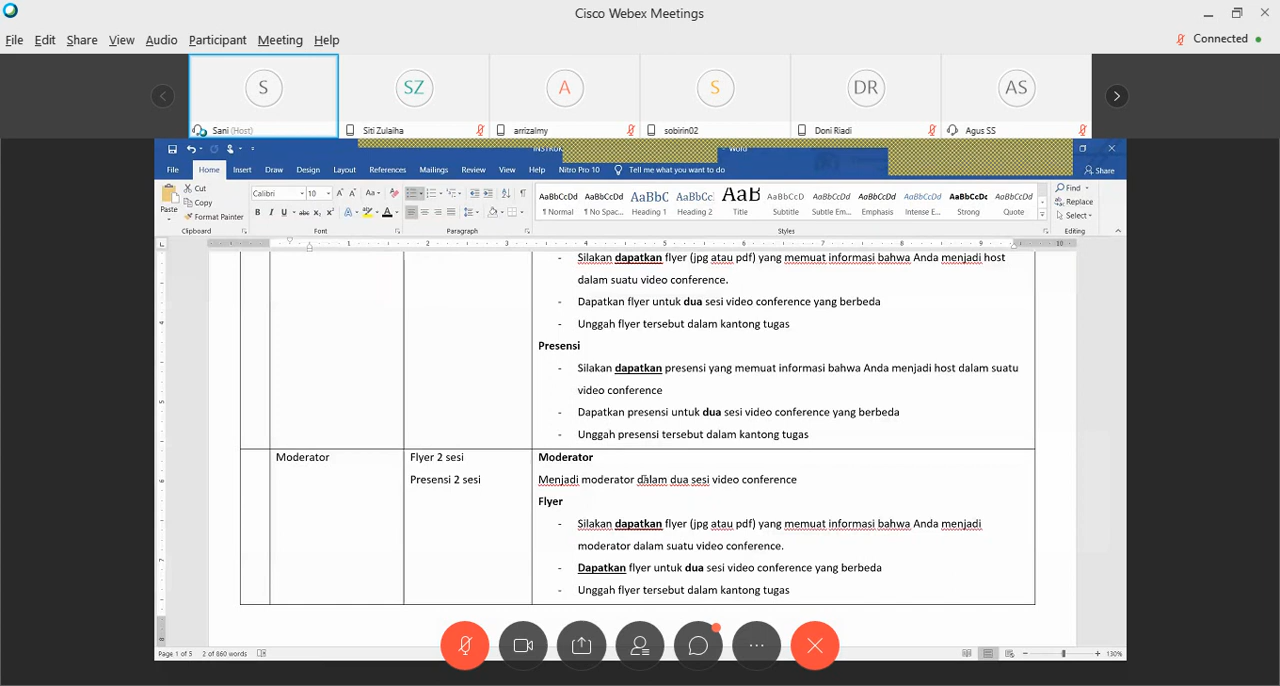 Cisco Webex Meetings
File Edit Share View Audio Participant Meeting Help
Connected
S SZ A S DR AS
Sani (Host) Siti Zulaiha arrizalmy sobirin02 Doni Riadi Agus SS
Word
File Home Insert Draw Design Layout References Mailings Review View Help Nitro Pro 10 Tell me what you want to do Share
Paste
Cut
Copy
Format Painter
Clipboard
Calibri 10
Font
Paragraph
AaBbCcDd AaBbCcDd AaBbC AaBbCc AaB AaBbCcD AaBbCcDd AaBbCcDd AaBbCcDd AaBbCcDc AaBbCcDd
¶ Normal ¶ No Spac... Heading 1 Heading 2 Title Subtitle Subtle Em... Emphasis Intense E... Strong Quote
Styles
Find
Replace
Select
Editing
1 2 3 4 5 6 7 8 9 10
- Silakan dapatkan flyer (jpg atau pdf) yang memuat informasi bahwa Anda menjadi host
dalam suatu video conference.
- Dapatkan flyer untuk dua sesi video conference yang berbeda
- Unggah flyer tersebut dalam kantong tugas
Presensi
- Silakan dapatkan presensi yang memuat informasi bahwa Anda menjadi host dalam suatu
video conference
- Dapatkan presensi untuk dua sesi video conference yang berbeda
- Unggah presensi tersebut dalam kantong tugas
Moderator
Flyer 2 sesi
Presensi 2 sesi
Moderator
Menjadi moderator dalam dua sesi video conference
Flyer
- Silakan dapatkan flyer (jpg atau pdf) yang memuat informasi bahwa Anda menjadi
moderator dalam suatu video conference.
- Dapatkan flyer untuk dua sesi video conference yang berbeda
- Unggah flyer tersebut dalam kantong tugas
Page 1 of 5 2 of 860 words
130%